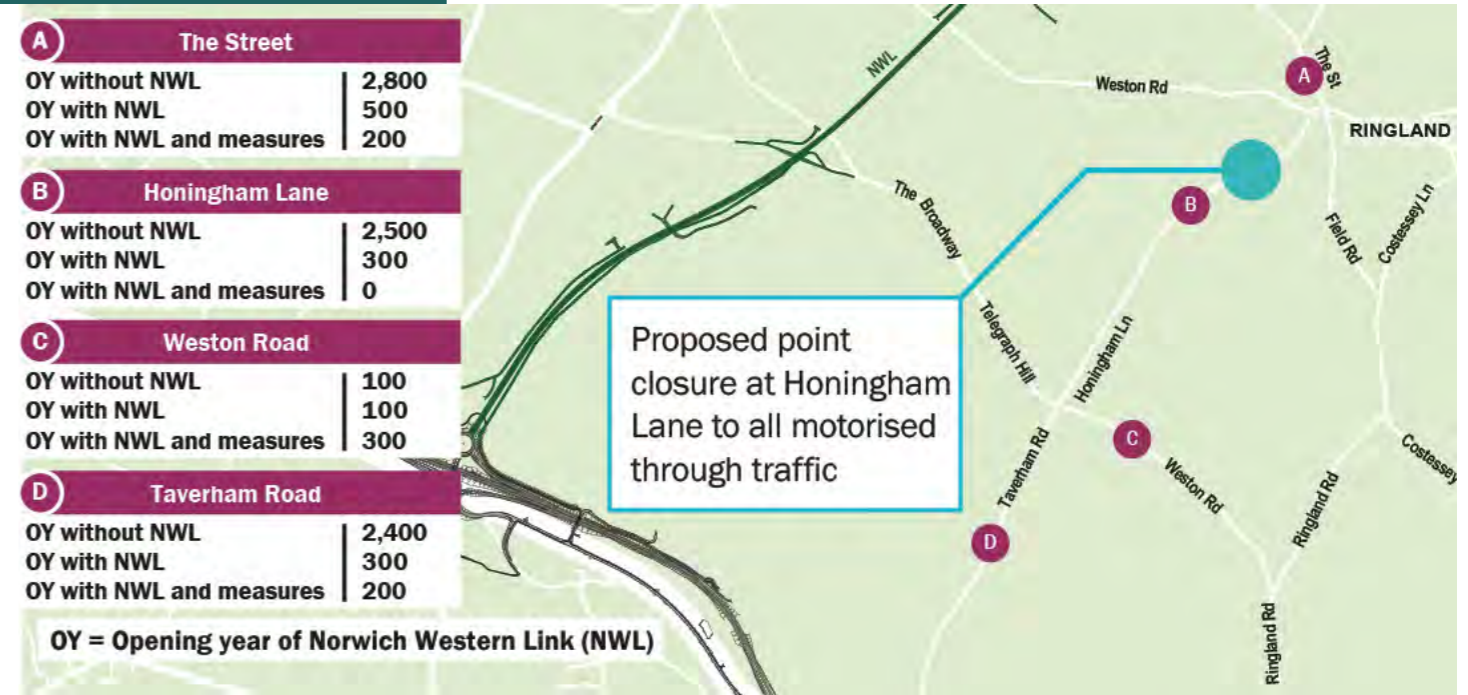 A The Street
OY without NWL 2,800
OY with NWL 500
OY with NWL and measures 200
B Honingham Lane
OY without NWL 2,500
OY with NWL 300
OY with NWL and measures 0
C Weston Road
OY without NWL 100
OY with NWL 100
OY with NWL and measures 300
D Taverham Road
OY without NWL 2,400
OY with NWL 300
OY with NWL and measures 200
OY = Opening year of Norwich Western Link (NWL)
Proposed point
closure at Honingham
Lane to all motorised
through traffic
NWL
Weston Rd
A
The St
RINGLAND
B
The Broadway
Field Rd
Costessey Ln
Telegraph Hill
Honingham Ln
C
Taverham Rd
Weston Rd
D
Ringland Rd
Costessey
Ringland Rd